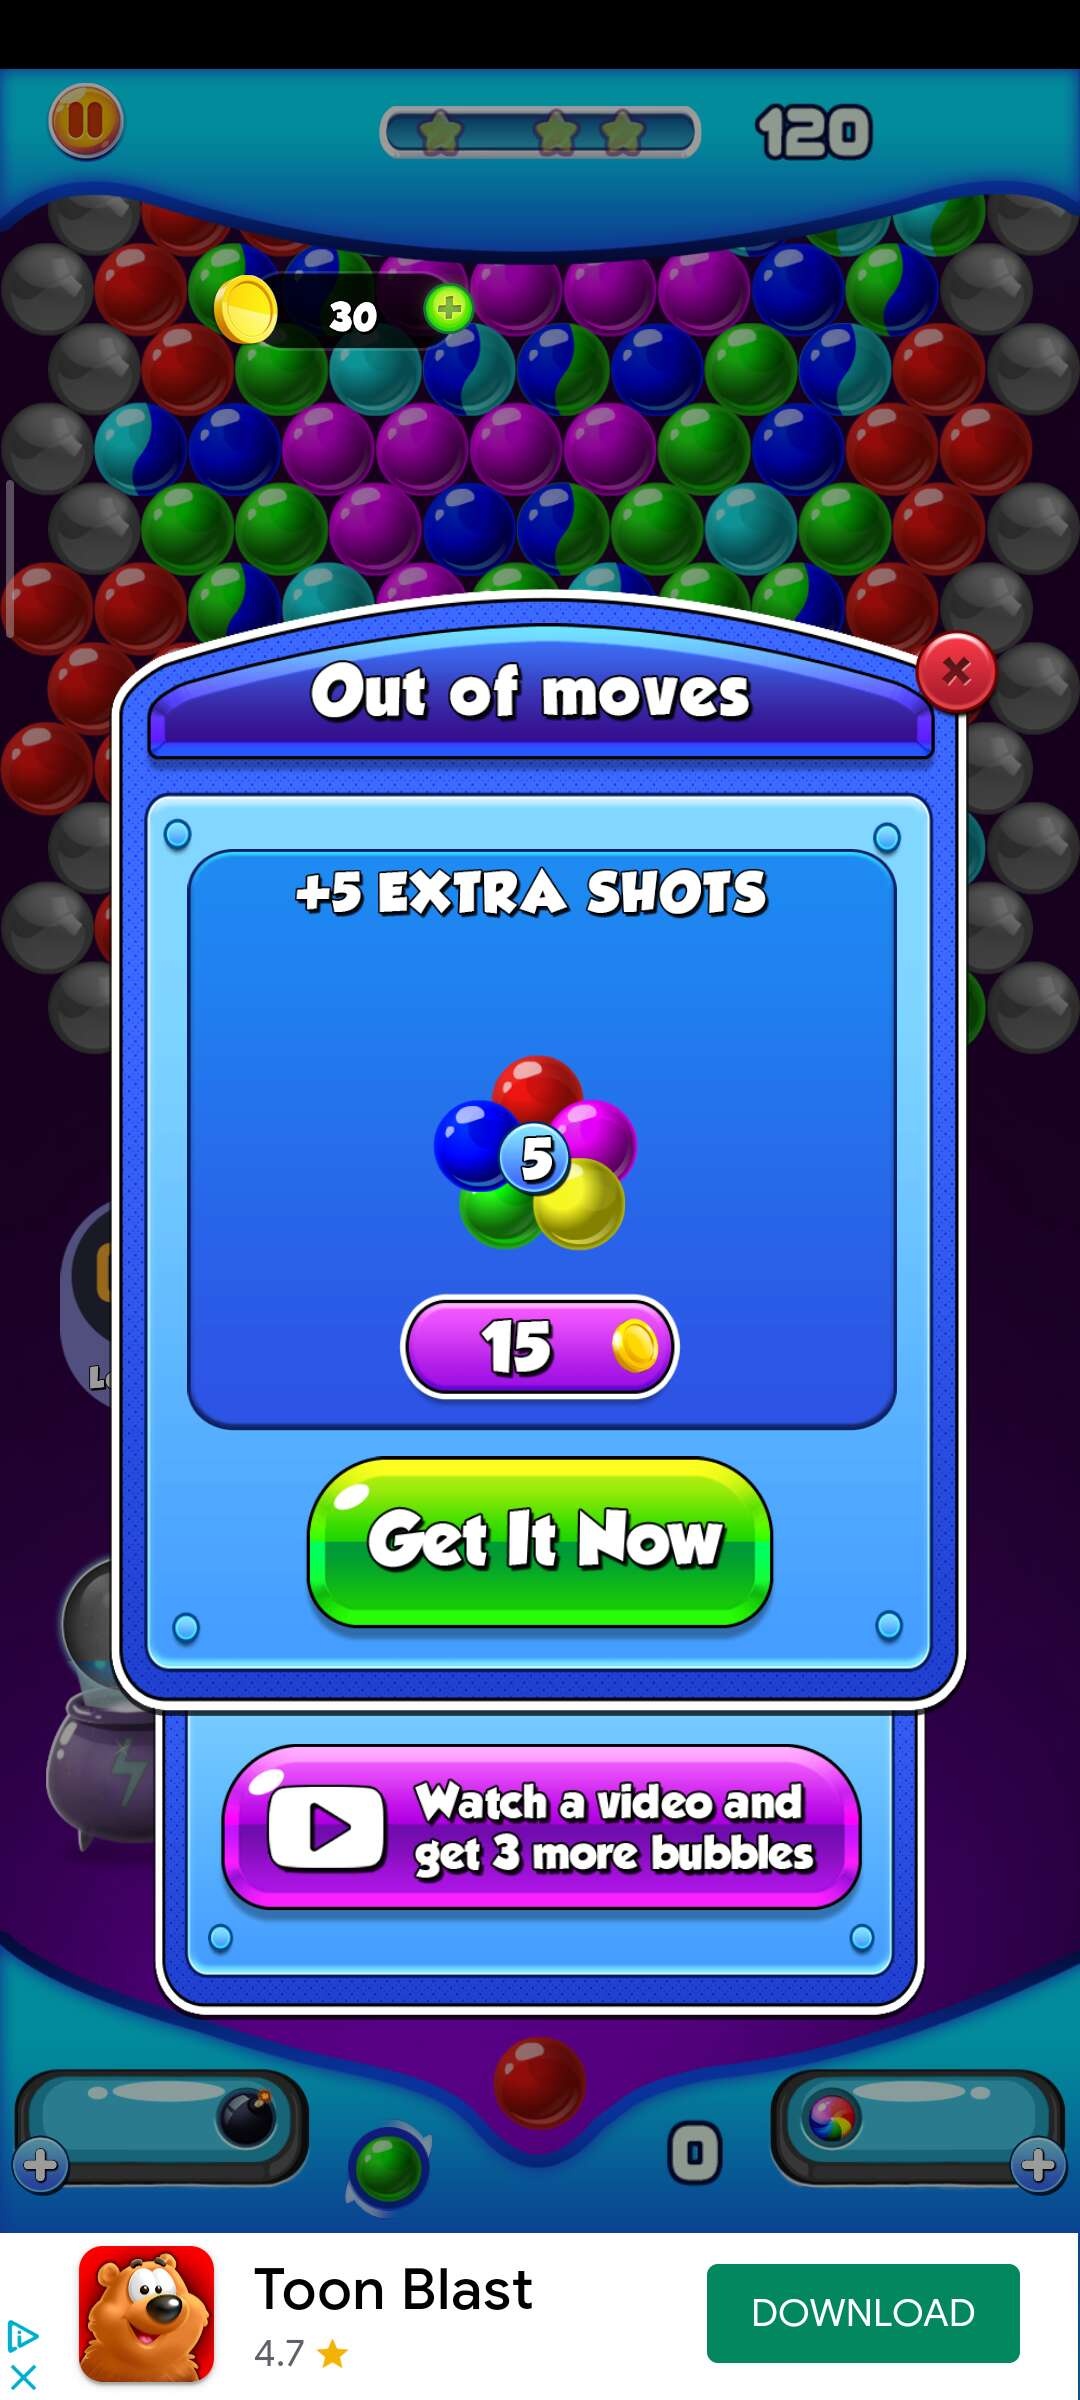 120
30
Out of moves
+5 EXTRA SHOTS
5
15
Get It Now
Watch a video and
get 3 more bubbles
0
Toon Blast
4.7
DOWNLOAD